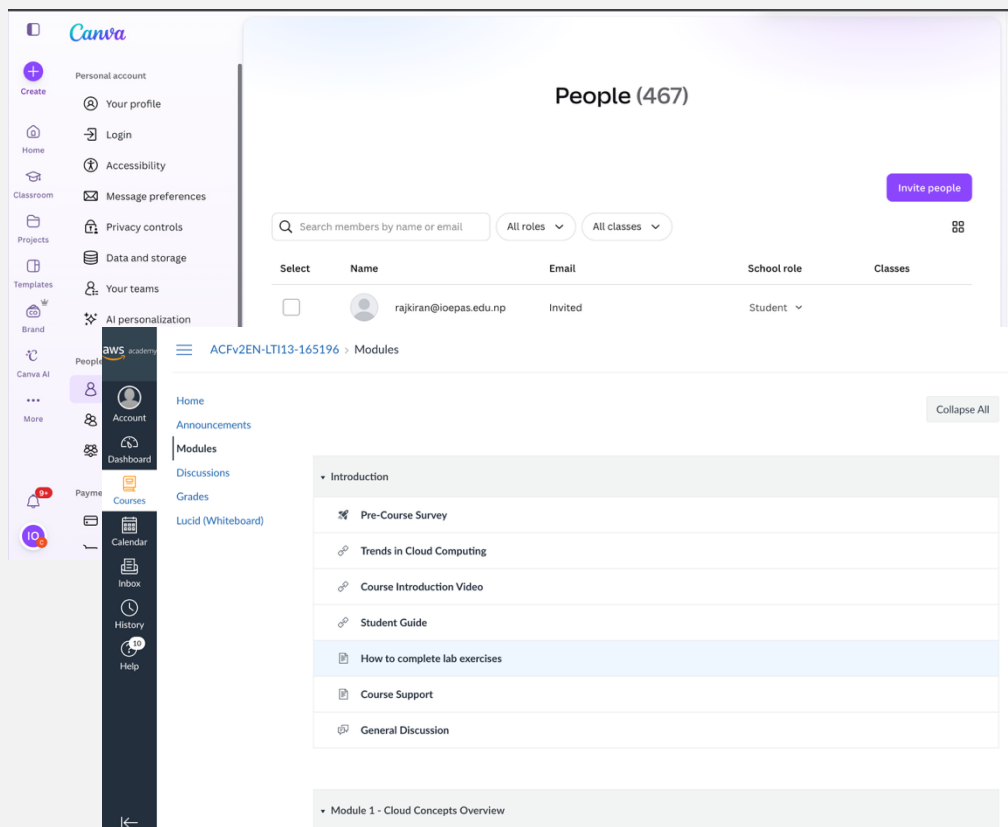 Canva
Create
Home
Classroom
Projects
Templates
Brand
Canva AI
More
9+
IO
Personal account
Your profile
Login
Accessibility
Message preferences
Privacy controls
Data and storage
Your teams
AI personalization
People (467)
Invite people
Search members by name or email
All roles
All classes
Select Name Email School role Classes
rajkiran@ioepas.edu.np Invited Student
aws academy
Account
Dashboard
Courses
Calendar
Inbox
History
10
Help
ACFv2EN-LTI13-165196 > Modules
Home
Announcements
Modules
Discussions
Grades
Lucid (Whiteboard)
Collapse All
Introduction
Pre-Course Survey
Trends in Cloud Computing
Course Introduction Video
Student Guide
How to complete lab exercises
Course Support
General Discussion
Module 1 - Cloud Concepts Overview